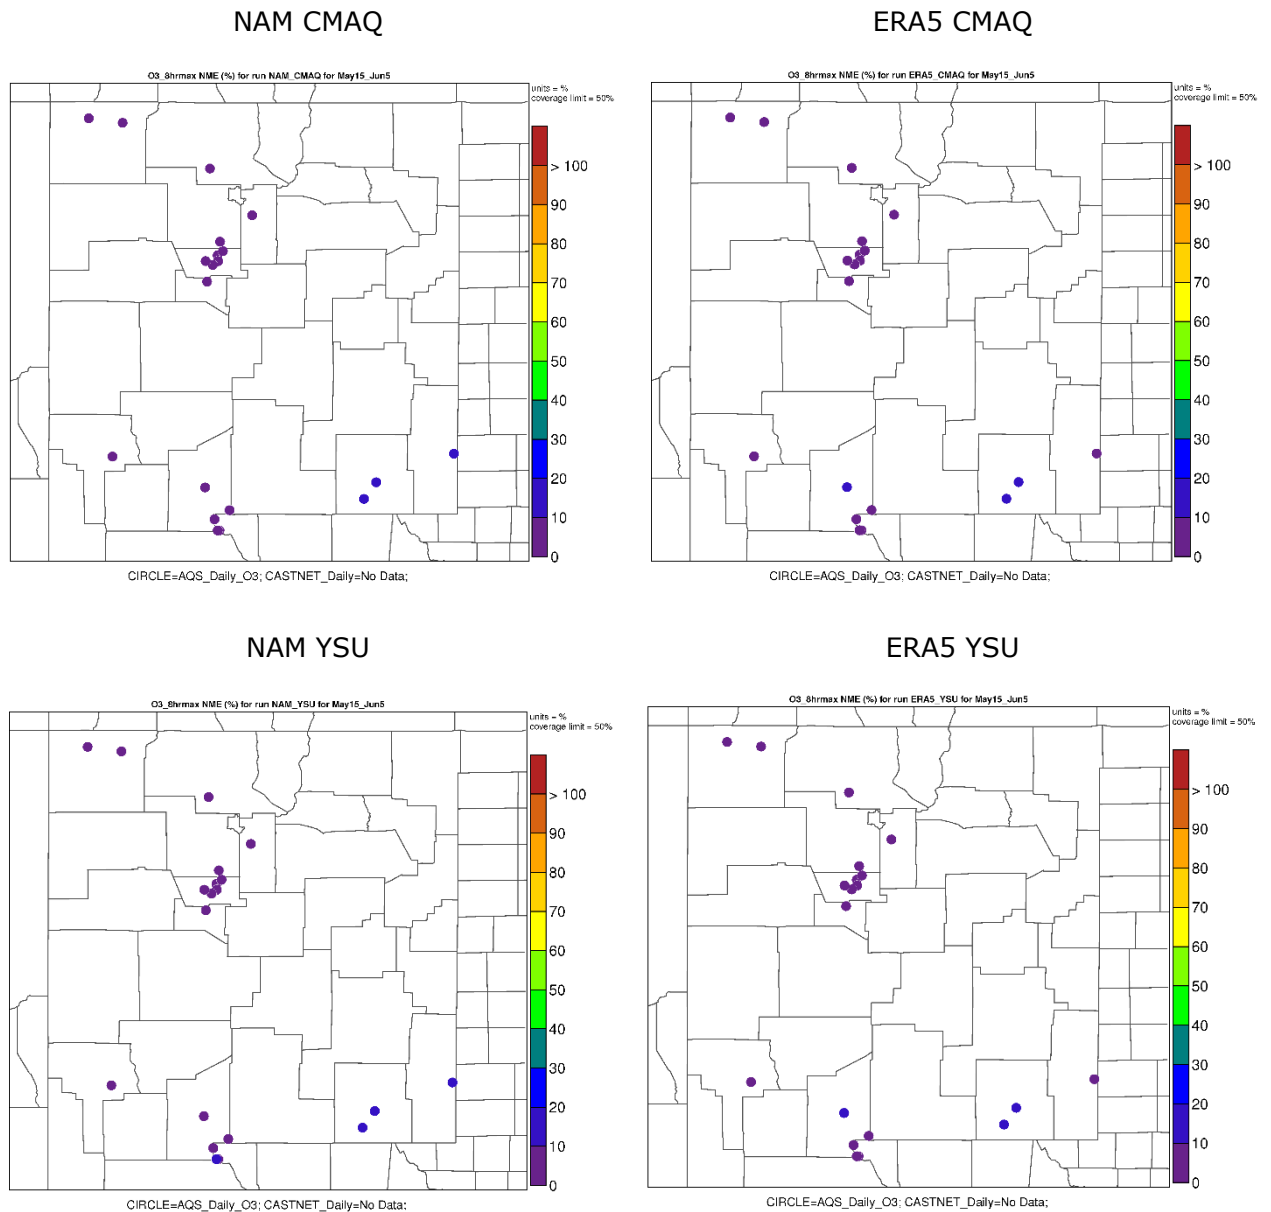 NAM CMAQ
ERA5 CMAQ
O3_8hrmax NME (%) for run NAM_CMAQ for May15_Jun5
units = %
coverage limit = 50%
> 100
90
80
70
60
50
40
30
20
10
0
CIRCLE=AQS_Daily_O3; CASTNET_Daily=No Data;
O3_8hrmax NME (%) for run ERA5_CMAQ for May15_Jun5
units = %
coverage limit = 50%
> 100
90
80
70
60
50
40
30
20
10
0
CIRCLE=AQS_Daily_O3; CASTNET_Daily=No Data;
NAM YSU
ERA5 YSU
O3_8hrmax NME (%) for run NAM_YSU for May15_Jun5
units = %
coverage limit = 50%
> 100
90
80
70
60
50
40
30
20
10
0
CIRCLE=AQS_Daily_O3; CASTNET_Daily=No Data;
O3_8hrmax NME (%) for run ERA5_YSU for May15_Jun5
units = %
coverage limit = 50%
> 100
90
80
70
60
50
40
30
20
10
0
CIRCLE=AQS_Daily_O3; CASTNET_Daily=No Data;